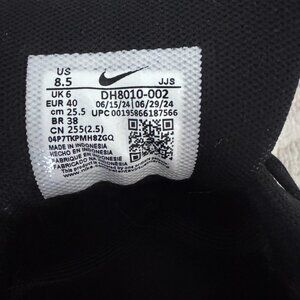 US
8.5 JJS
UK 6 DH8010-002
EUR 40 06/15/24 06/29/24
cm 25.5 UPC 00195866187566
BR 38
CN 255(2.5)
04P7TKPMH8ZGQ
MADE IN INDONESIA
HECHO EN INDONESIA
FABRIQUÉ EN
INDONÉSIE
FABRICADO NA
INDONESIA